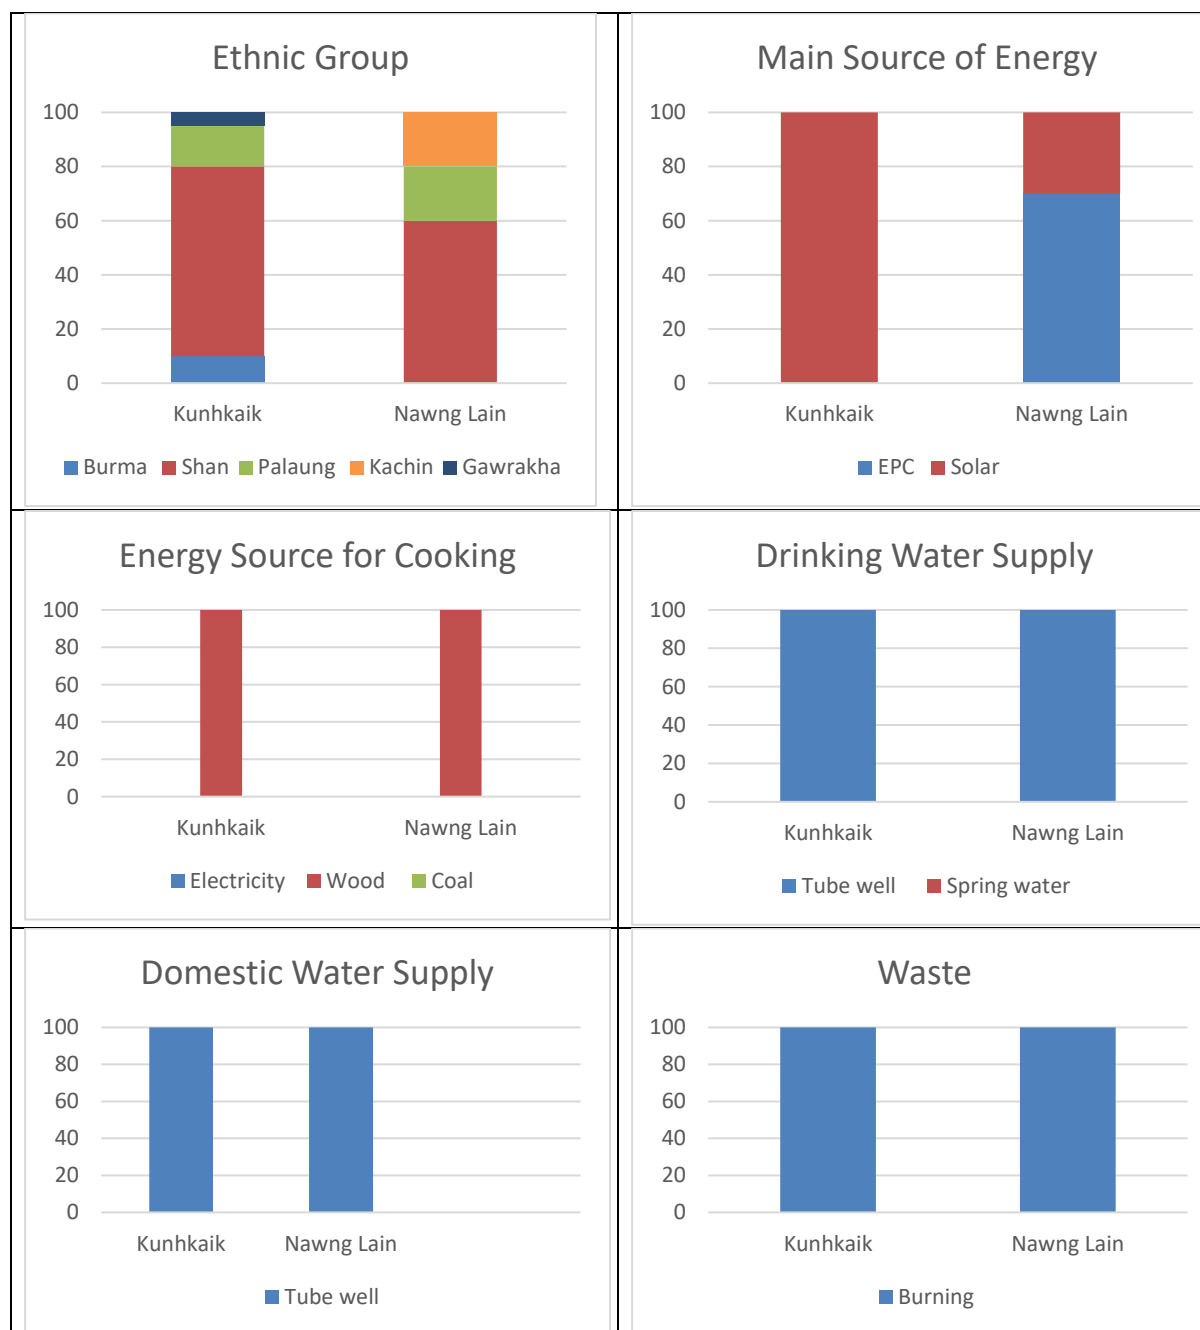 Ethnic Group
100
80
60
40
20
0
Kunhkaik Nawng Lain
Burma Shan Palaung Kachin Gawrakha
Main Source of Energy
100
80
60
40
20
0
Kunhkaik Nawng Lain
EPC Solar
Energy Source for Cooking
100
80
60
40
20
0
Kunhkaik Nawng Lain
Electricity Wood Coal
Drinking Water Supply
100
80
60
40
20
0
Kunhkaik Nawng Lain
Tube well Spring water
Domestic Water Supply
100
80
60
40
20
0
Kunhkaik Nawng Lain
Tube well
Waste
100
80
60
40
20
0
Kunhkaik Nawng Lain
Burning